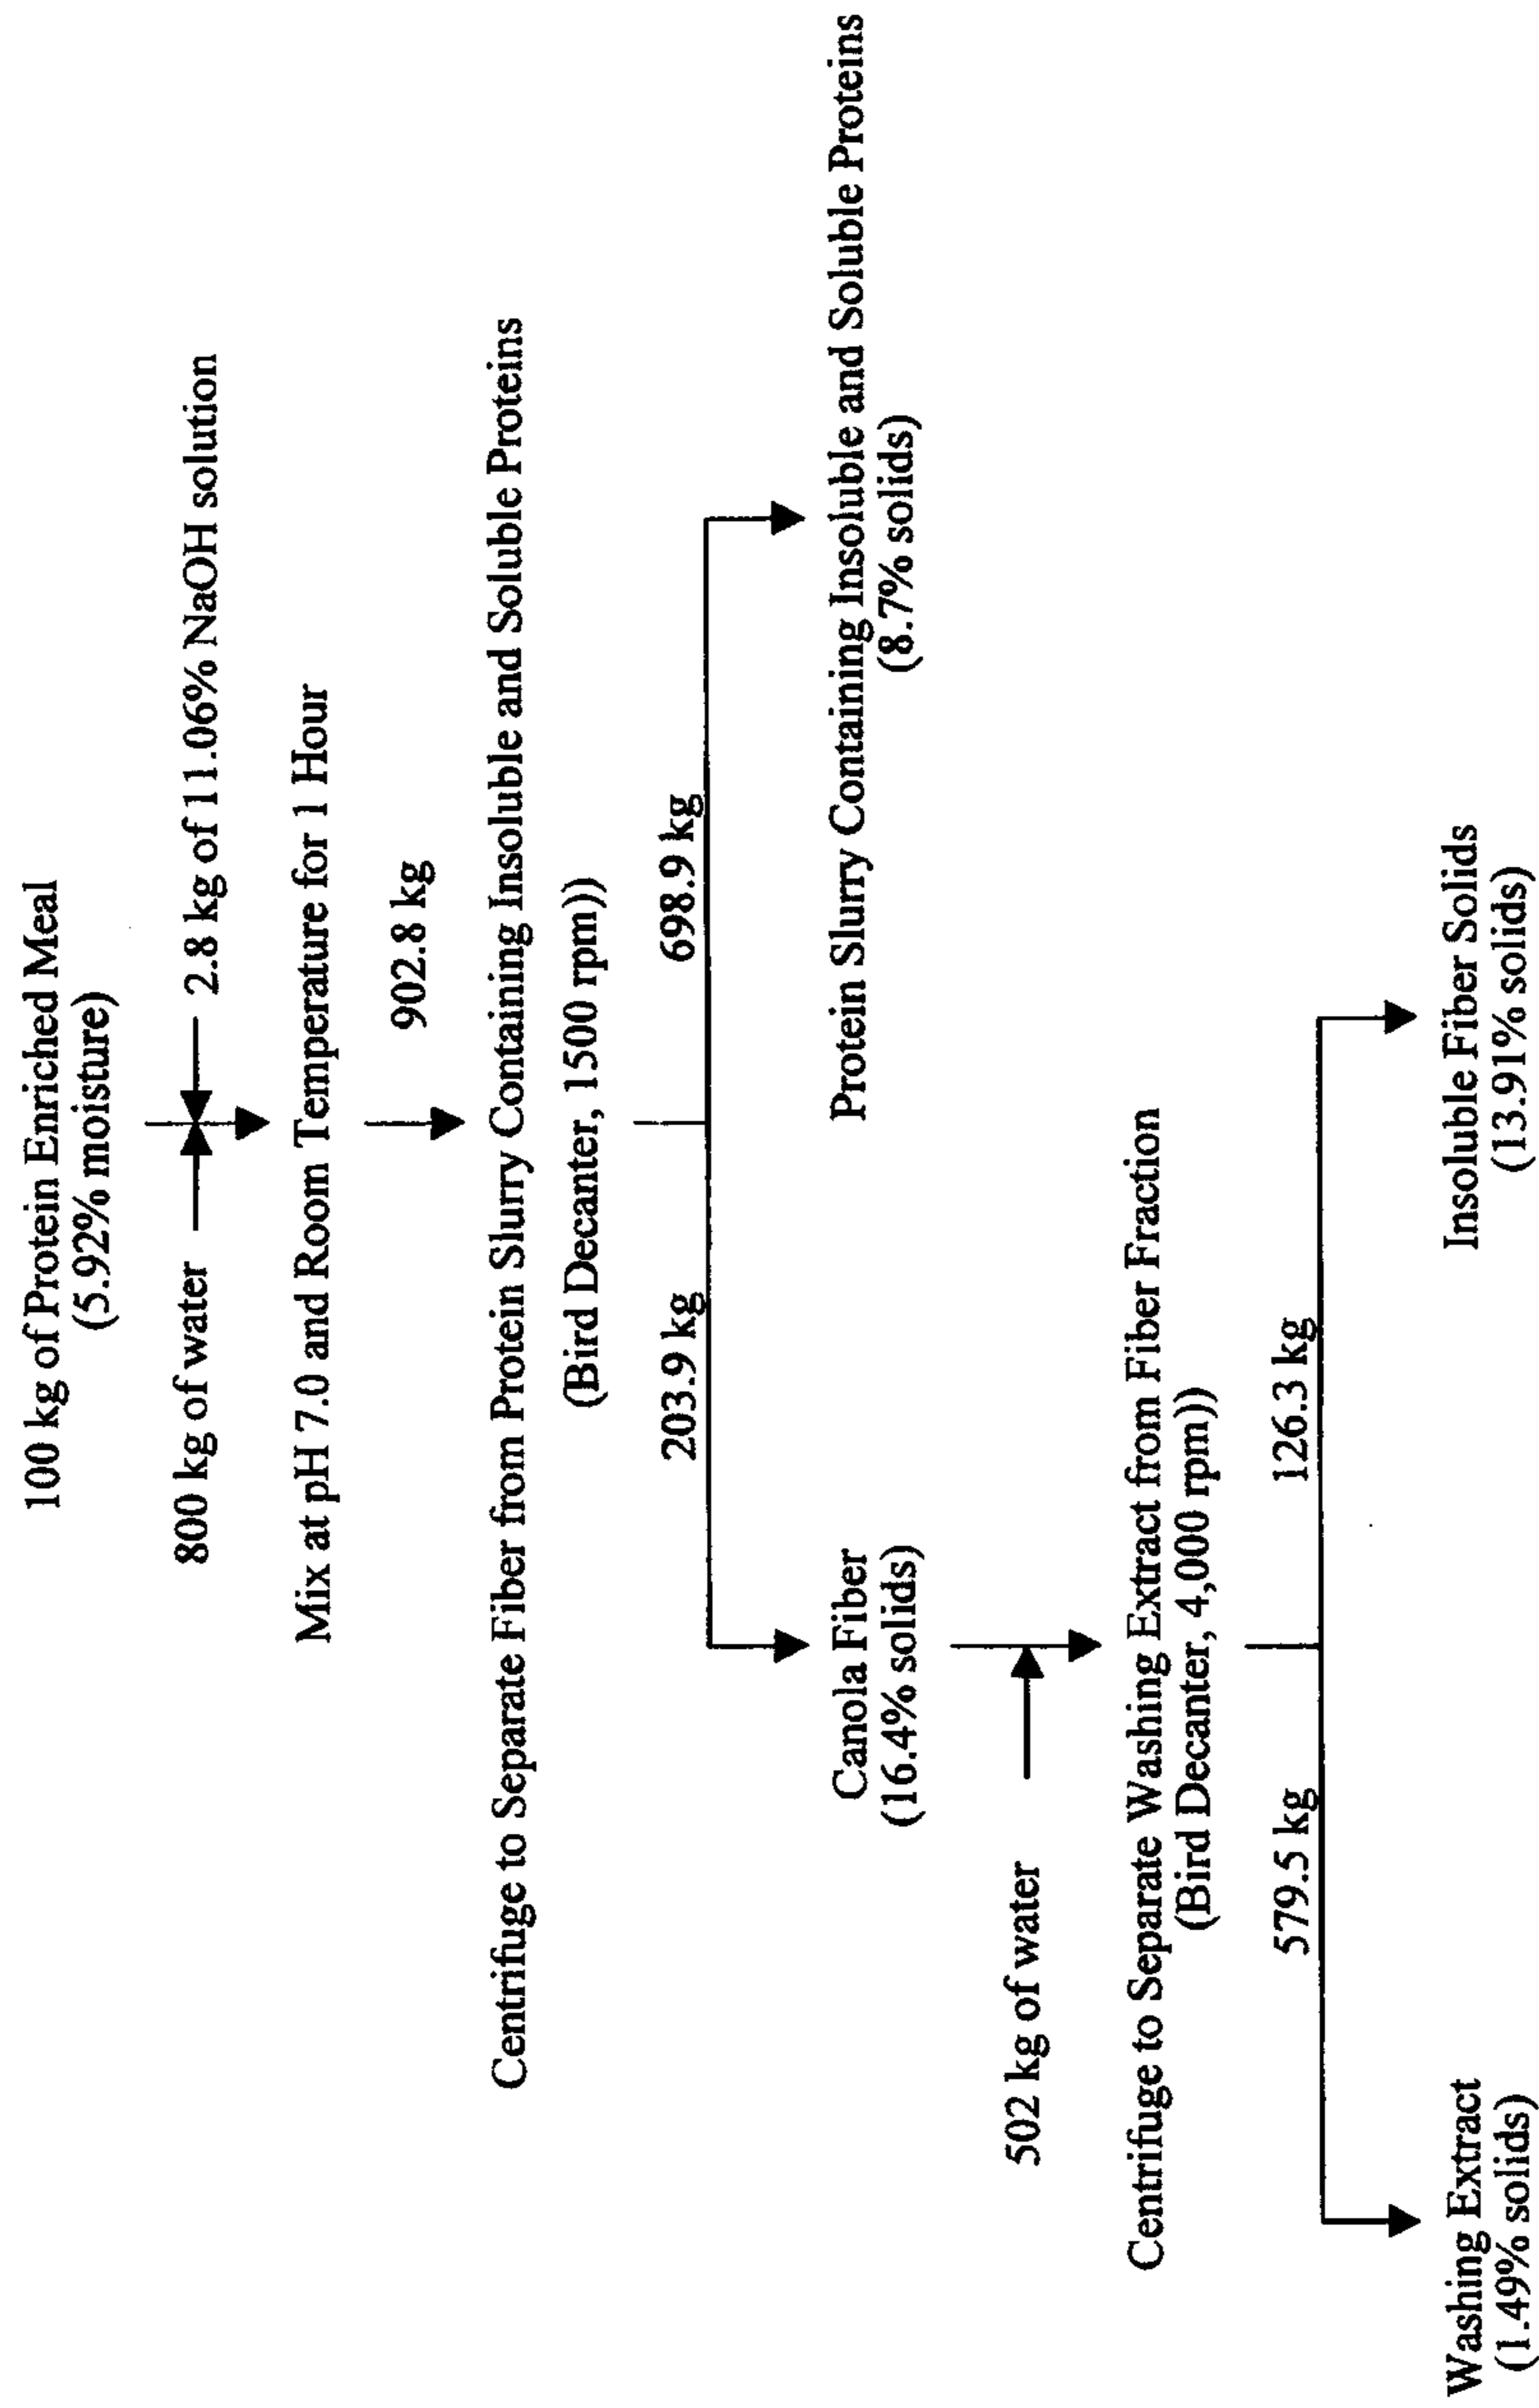 100 kg of Protein Enriched Meal
(5.92% moisture)
800 kg of water
2.8 kg of 11.06% NaOH solution
Mix at pH 7.0 and Room Temperature for 1 Hour
902.8 kg
Centrifuge to Separate Fiber from Protein Slurry Containing Insoluble and Soluble Proteins
(Bird Decanter, 1500 rpm))
203.9 kg
698.9 kg
Canola Fiber
(16.4% solids)
Protein Slurry Containing Insoluble and Soluble Proteins
(8.7% solids)
502 kg of water
Centrifuge to Separate Washing Extract from Fiber Fraction
(Bird Decanter, 4,000 rpm))
579.5 kg
126.3 kg
Washing Extract
(1.49% solids)
Insoluble Fiber Solids
(13.91% solids)